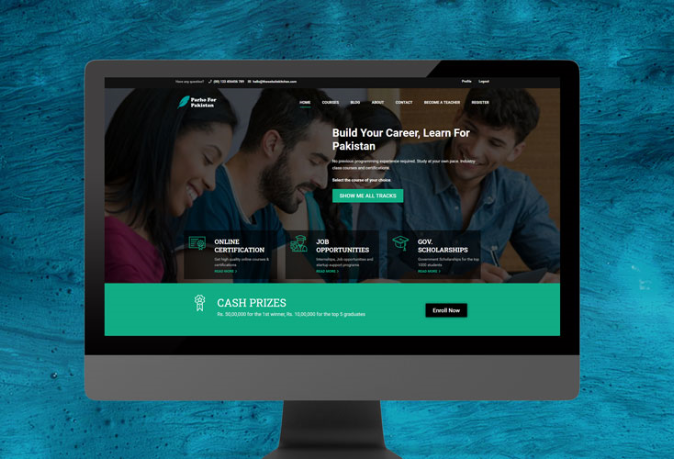 Have any question?
Profile Logout
Parho For
Pakistan
HOME COURSES BLOG ABOUT CONTACT BECOME A TEACHER REGISTER
Build Your Career, Learn For
Pakistan
No previous programming experience required. Study at your own pace. Industry
class courses and certifications.
Select the course of your choice.
SHOW ME ALL TRACKS
ONLINE
CERTIFICATION
Get high quality online courses &
certifications
READ MORE
JOB
OPPORTUNITIES
Internships, Job opportunities and
startup support programs
READ MORE
GOV.
SCHOLARSHIPS
Government Scholarships for the top
1000 students
READ MORE
CASH PRIZES
Rs. 30,00,000 for the 1st winner, Rs. 10,00,000 for the top 5 graduates
Enroll Now